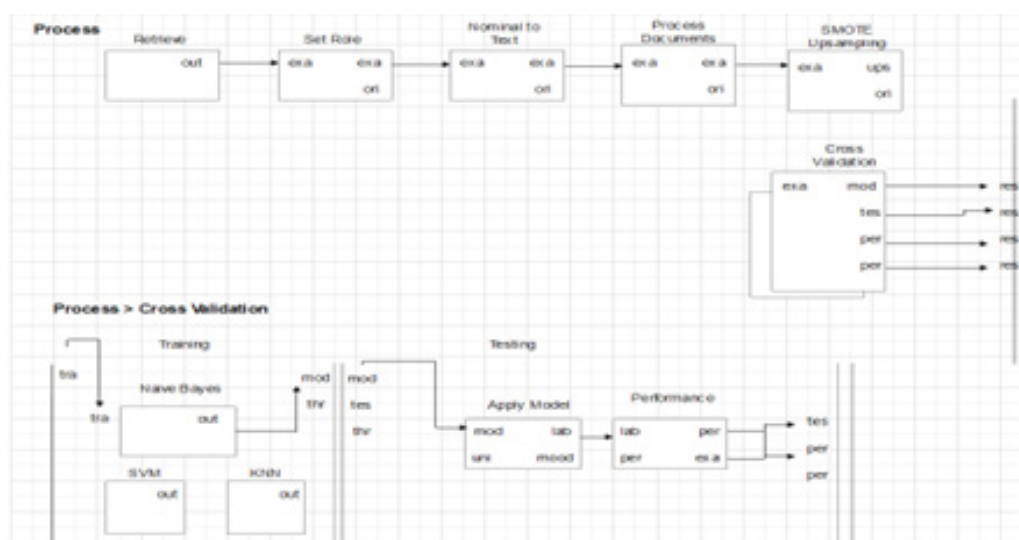 Process
Retrieve
out
Set Role
exa exa
ori
Nominal to
Text
exa exa
ori
Process
Documents
exa exa
ori
SMOTE
Upsampling
exa ups
ori
Cross
Validation
exa mod
tes
per
per
res
res
res
res
Process > Cross Validation
Training
tra
tra
Naive Bayes
out
mod
thr
SVM
out
KNN
out
Testing
mod
tes
thr
Apply Model
mod lab
uni mood
Performance
lab per
per exa
tes
per
per